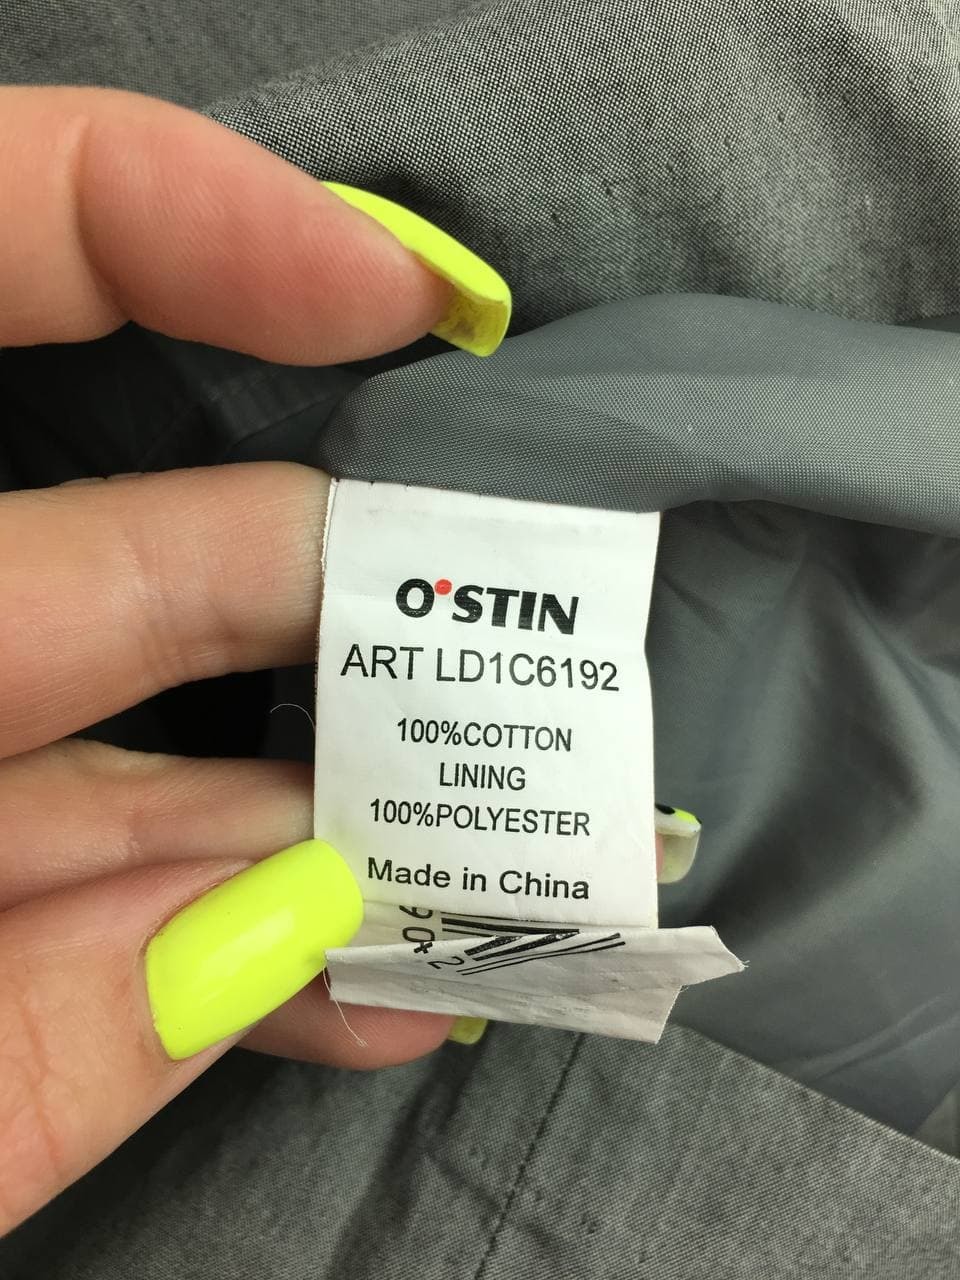 O'STIN
ART LD1C6192
100%COTTON
LINING
100%POLYESTER
Made in China